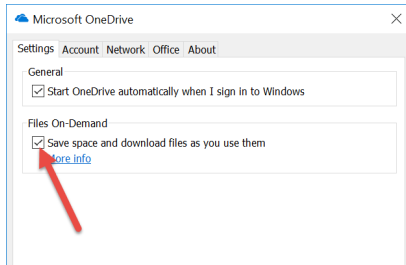 Microsoft OneDrive
Settings Account Network Office About
General
Start OneDrive automatically when I sign in to Windows
Files On-Demand
Save space and download files as you use them
More info